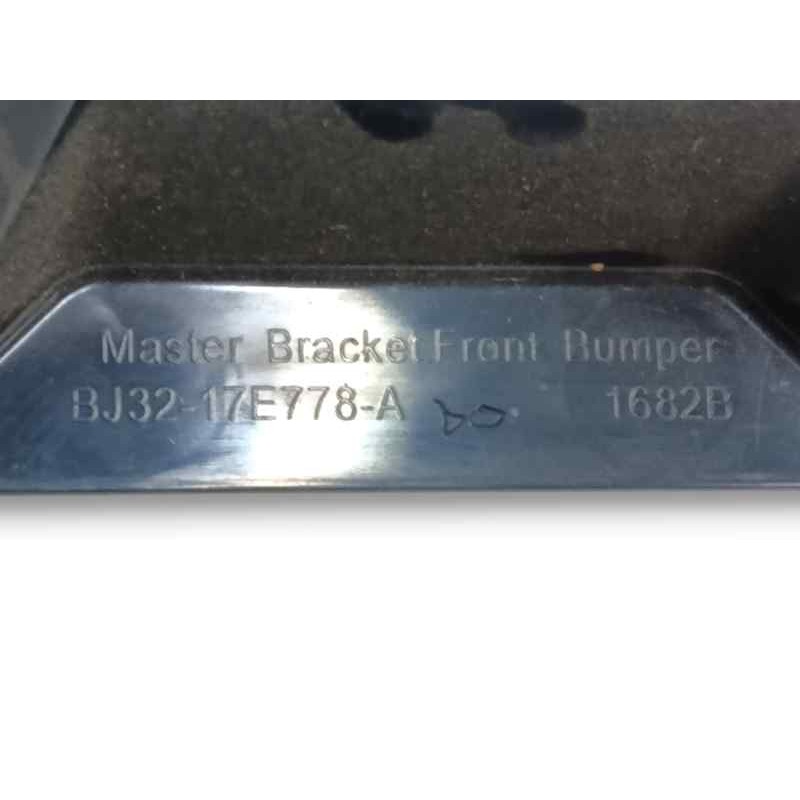 Master Bracket Front Bumper
BJ32-17E778-A 1682B